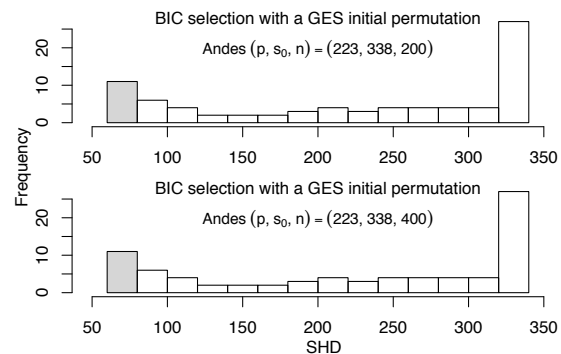 BIC selection with a GES initial permutation
Andes (p, s₀, n) = (223, 338, 200)
20
10
0
50 100 150 200 250 300 350
Frequency
BIC selection with a GES initial permutation
Andes (p, s₀, n) = (223, 338, 400)
20
10
0
50 100 150 200 250 300 350
SHD